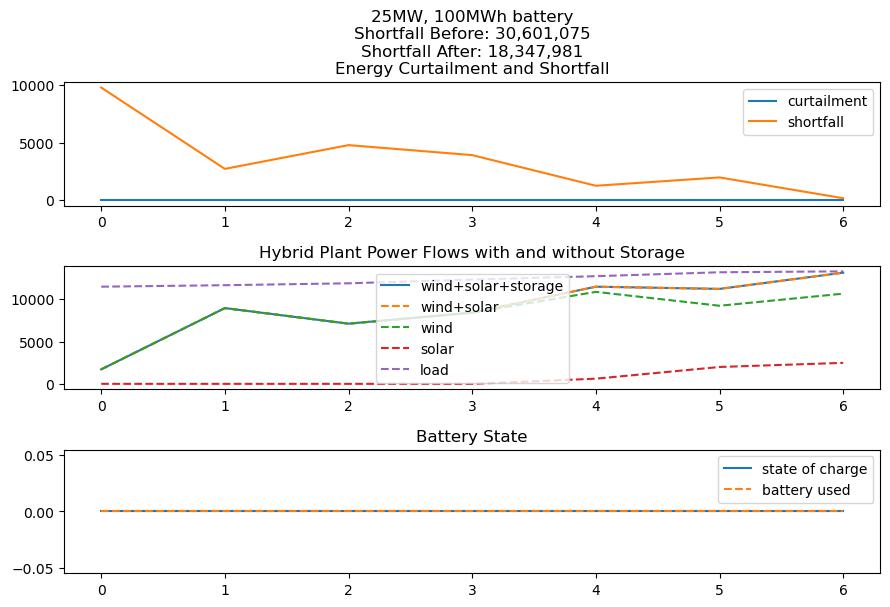 25MW, 100MWh battery
Shortfall Before: 30,601,075
Shortfall After: 18,347,981
Energy Curtailment and Shortfall
10000
5000
0
curtailment
shortfall
0 1 2 3 4 5 6
Hybrid Plant Power Flows with and without Storage
10000
5000
0
wind+solar+storage
wind+solar
wind
solar
load
0 1 2 3 4 5 6
Battery State
0.05
0.00
−0.05
state of charge
battery used
0 1 2 3 4 5 6